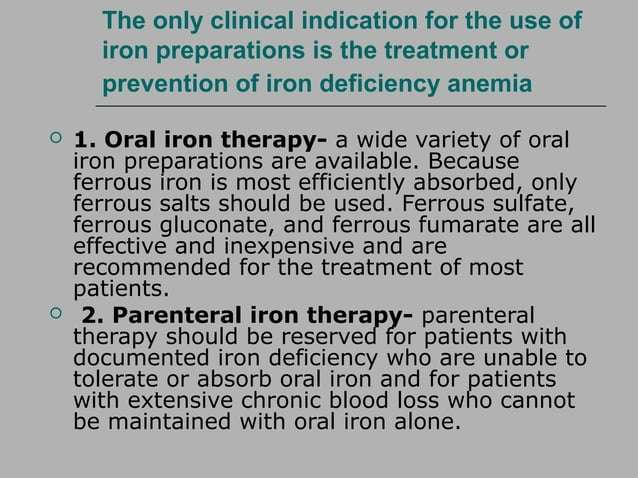 The only clinical indication for the use of
iron preparations is the treatment or
prevention of iron deficiency anemia
1. Oral iron therapy- a wide variety of oral
iron preparations are available. Because
ferrous iron is most efficiently absorbed, only
ferrous salts should be used. Ferrous sulfate,
ferrous gluconate, and ferrous fumarate are all
effective and inexpensive and are
recommended for the treatment of most
patients.
2. Parenteral iron therapy- parenteral
therapy should be reserved for patients with
documented iron deficiency who are unable to
tolerate or absorb oral iron and for patients
with extensive chronic blood loss who cannot
be maintained with oral iron alone.